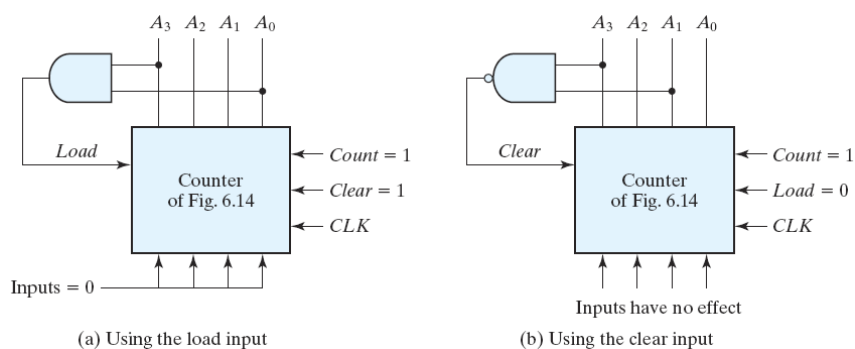 A₃ A₂ A₁ A₀
Load
Counter
of Fig. 6.14
Count = 1
Clear = 1
CLK
Inputs = 0
(a) Using the load input
A₃ A₂ A₁ A₀
Clear
Counter
of Fig. 6.14
Count = 1
Load = 0
CLK
Inputs have no effect
(b) Using the clear input